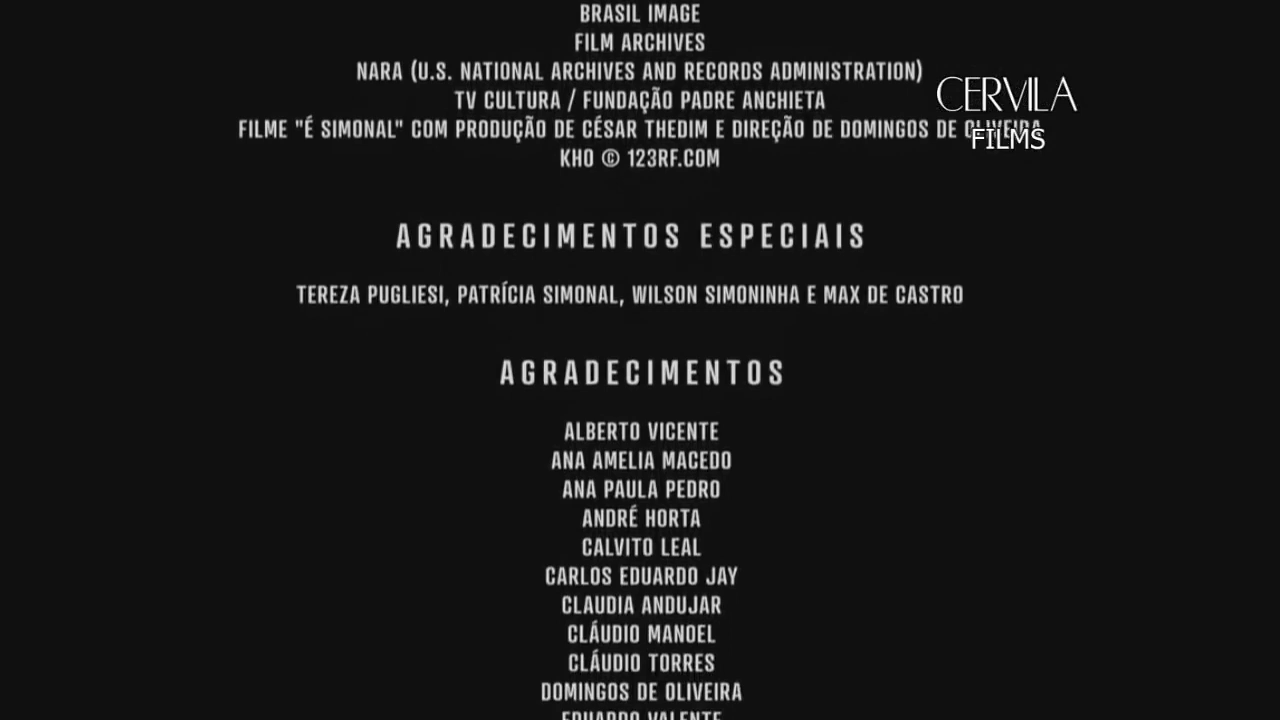 BRASIL IMAGE
FILM ARCHIVES
NARA (U.S. NATIONAL ARCHIVES AND RECORDS ADMINISTRATION)
TV CULTURA / FUNDAÇÃO PADRE ANCHIETA
FILME "É SIMONAL" COM PRODUÇÃO DE CÉSAR THEDIM E DIREÇÃO DE DOMINGOS DE OLIVEIRA
KHO © 123RF.COM
CERVILA
FILMS
AGRADECIMENTOS ESPECIAIS
TEREZA PUGLIESI, PATRÍCIA SIMONAL, WILSON SIMONINHA E MAX DE CASTRO
AGRADECIMENTOS
ALBERTO VICENTE
ANA AMELIA MACEDO
ANA PAULA PEDRO
ANDRÉ HORTA
CALVITO LEAL
CARLOS EDUARDO JAY
CLAUDIA ANDUJAR
CLÁUDIO MANOEL
CLÁUDIO TORRES
DOMINGOS DE OLIVEIRA
EDUARDO VALENTE